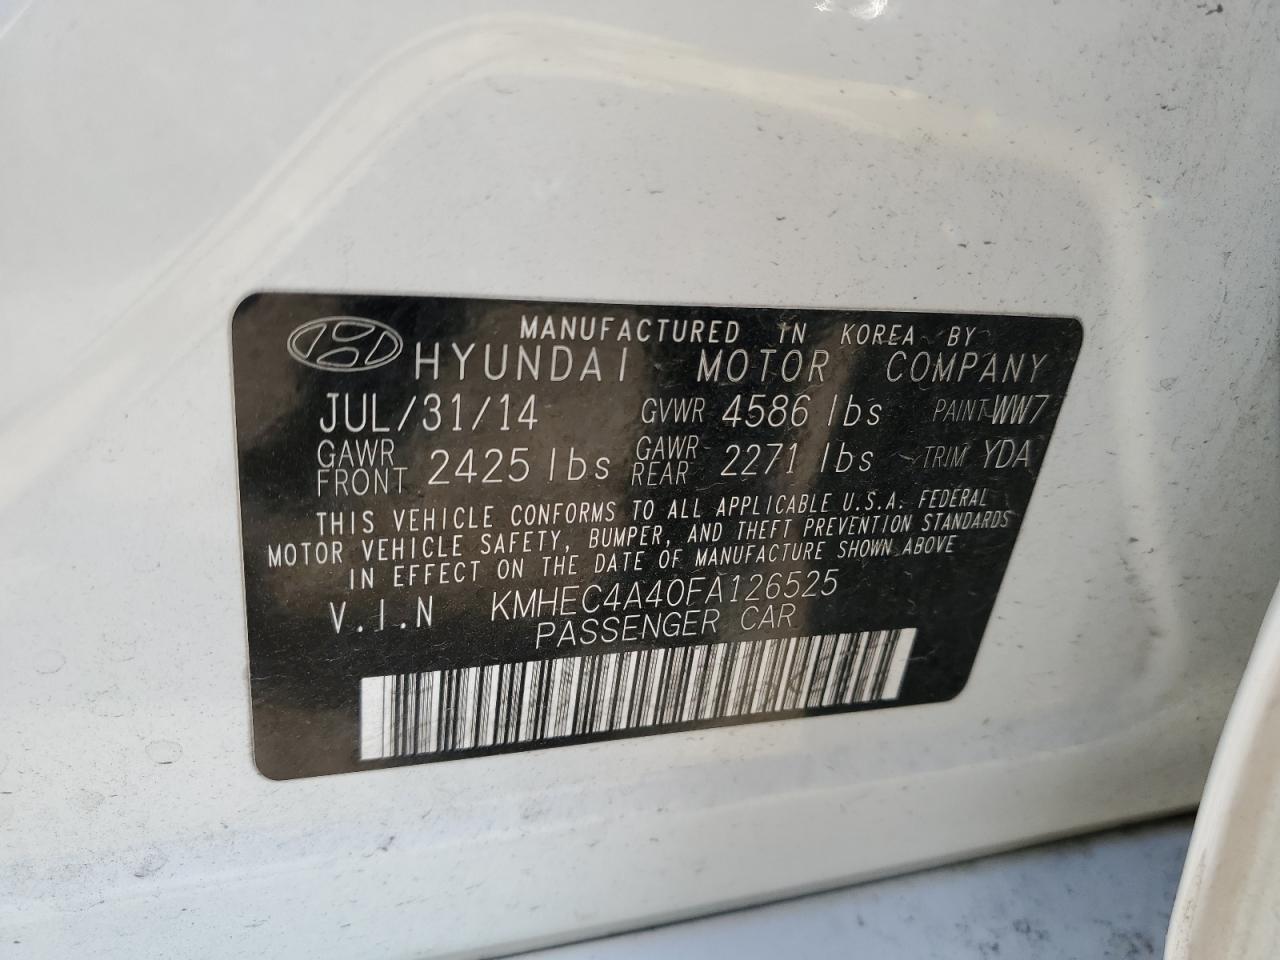 MANUFACTURED IN KOREA BY
HYUNDAI MOTOR COMPANY
JUL/31/14 GVWR 4586 lbs PAINT WW7
GAWR FRONT 2425 lbs GAWR REAR 2271 lbs TRIM YDA
THIS VEHICLE CONFORMS TO ALL APPLICABLE U.S.A. FEDERAL
MOTOR VEHICLE SAFETY, BUMPER, AND THEFT PREVENTION STANDARDS
IN EFFECT ON THE DATE OF MANUFACTURE SHOWN ABOVE
V.I.N KMHEC4A40FA126525
PASSENGER CAR